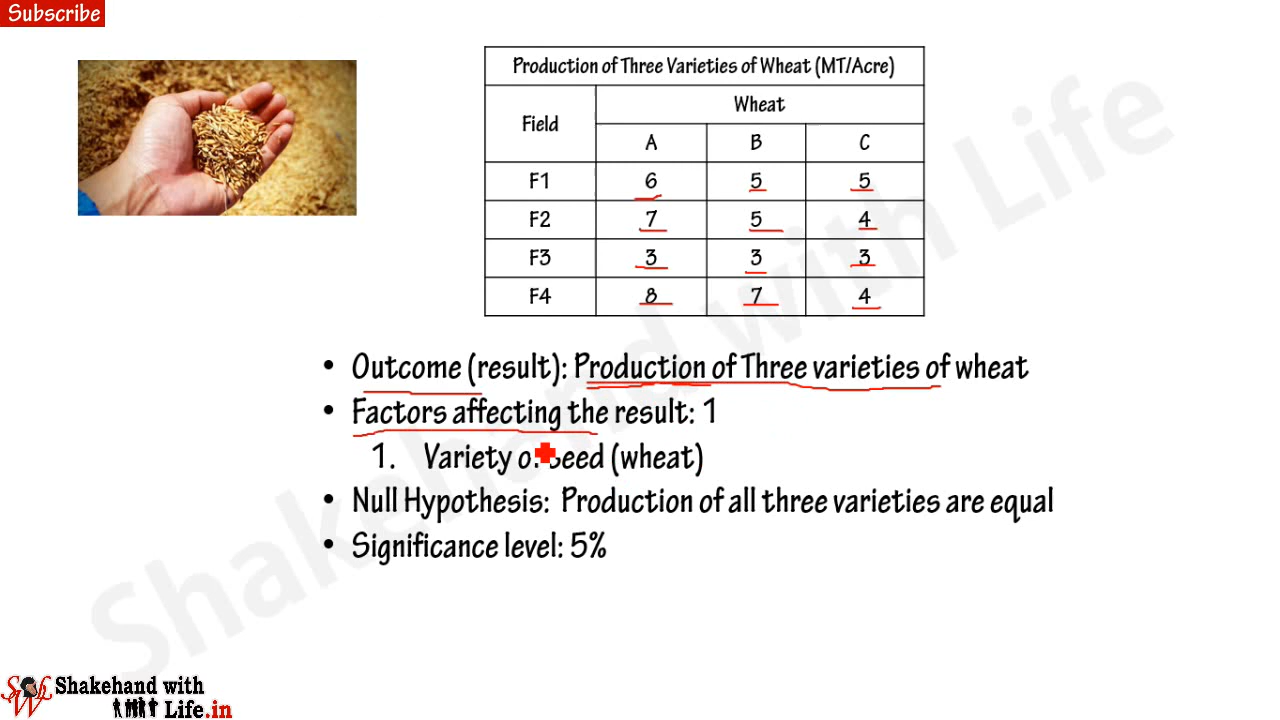 Subscribe
Production of Three Varieties of Wheat (MT/Acre)
Field Wheat
A B C
F1 6 5 5
F2 7 5 4
F3 3 3 3
F4 8 7 4
• Outcome (result): Production of Three varieties of wheat
• Factors affecting the result: 1
1. Variety of seed (wheat)
• Null Hypothesis: Production of all three varieties are equal
• Significance level: 5%
Shakehand with Life
Shakehand with
Life.in